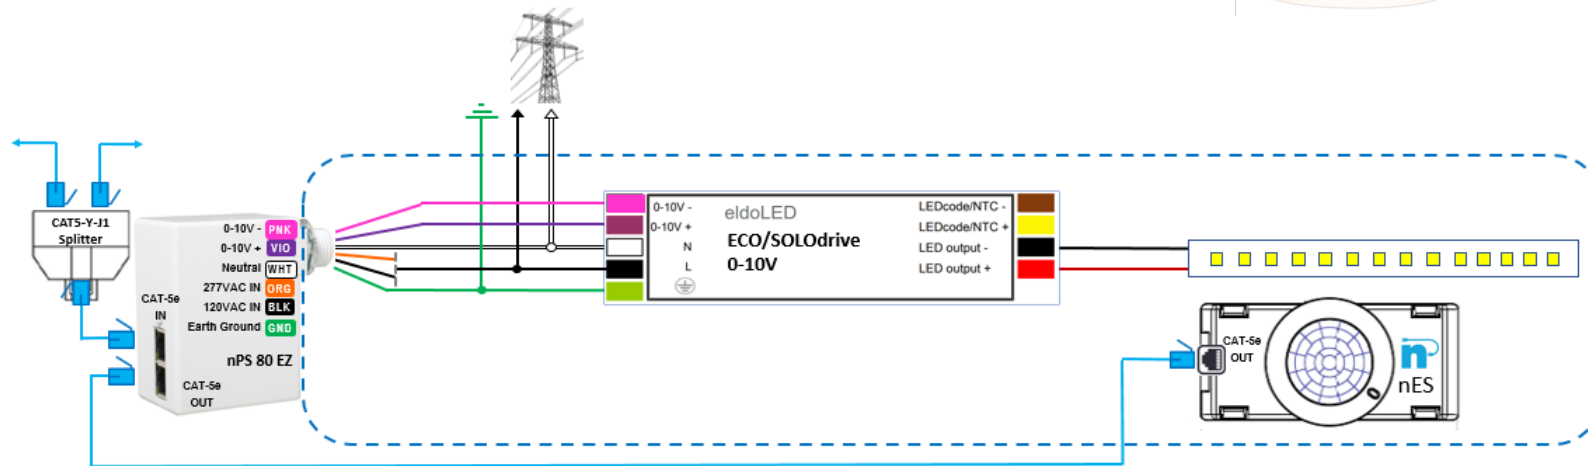 CAT5-Y-J1
Splitter
0-10V - PNK
0-10V + VIO
Neutral WHT
277VAC IN ORG
120VAC IN BLK
Earth Ground GND
CAT-5e
IN
nPS 80 EZ
CAT-5e
OUT
0-10V -
0-10V +
N
L
eldoLED
ECO/SOLOdrive
0-10V
LEDcode/NTC -
LEDcode/NTC +
LED output -
LED output +
CAT-5e
OUT
n
nES